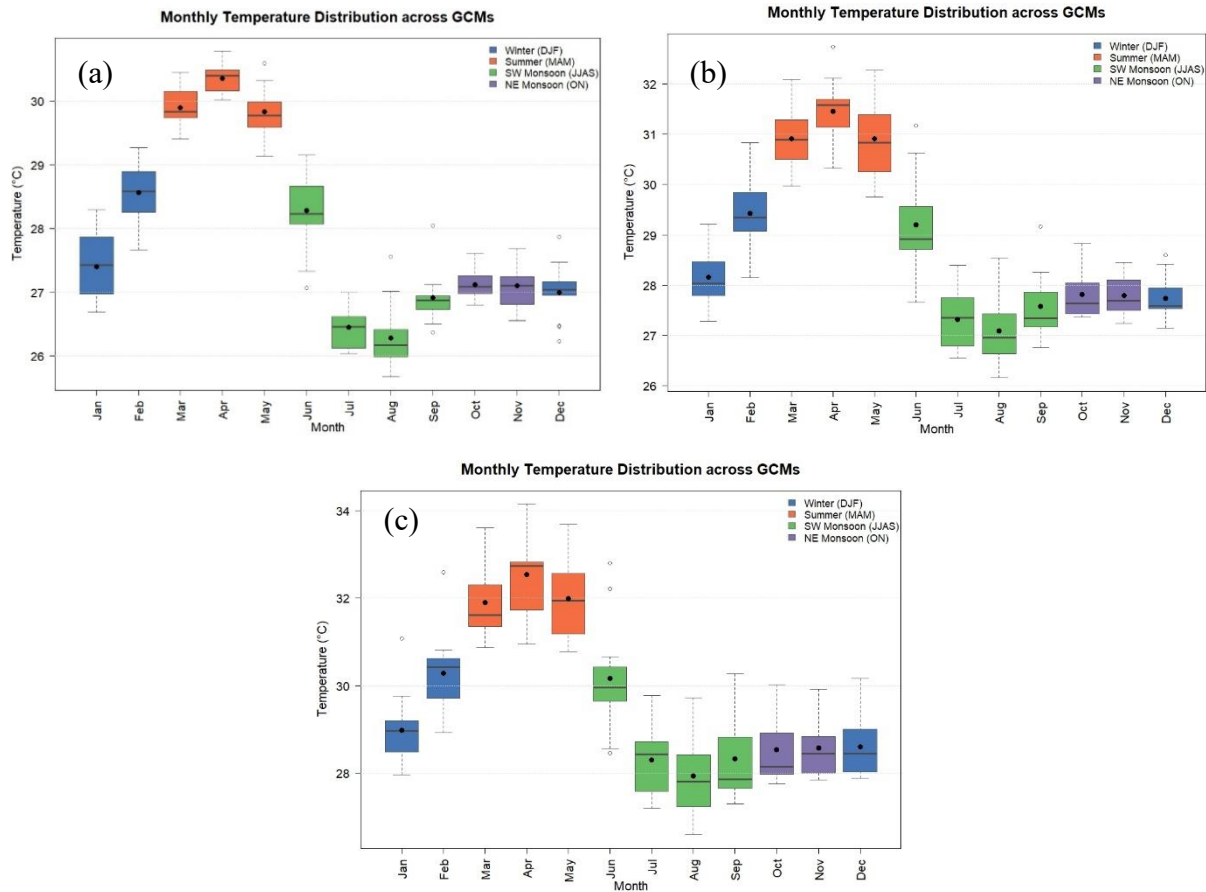 Monthly Temperature Distribution across GCMs
(a)
Winter (DJF)
Summer (MAM)
SW Monsoon (JJAS)
NE Monsoon (ON)
Temperature (°C)
30
29
28
27
26
Jan
Feb
Mar
Apr
May
Jun
Jul
Aug
Sep
Oct
Nov
Dec
Month
Monthly Temperature Distribution across GCMs
(b)
Winter (DJF)
Summer (MAM)
SW Monsoon (JJAS)
NE Monsoon (ON)
Temperature (°C)
32
31
30
29
28
27
26
Jan
Feb
Mar
Apr
May
Jun
Jul
Aug
Sep
Oct
Nov
Dec
Month
Monthly Temperature Distribution across GCMs
(c)
Winter (DJF)
Summer (MAM)
SW Monsoon (JJAS)
NE Monsoon (ON)
Temperature (°C)
34
32
30
28
Jan
Feb
Mar
Apr
May
Jun
Jul
Aug
Sep
Oct
Nov
Dec
Month